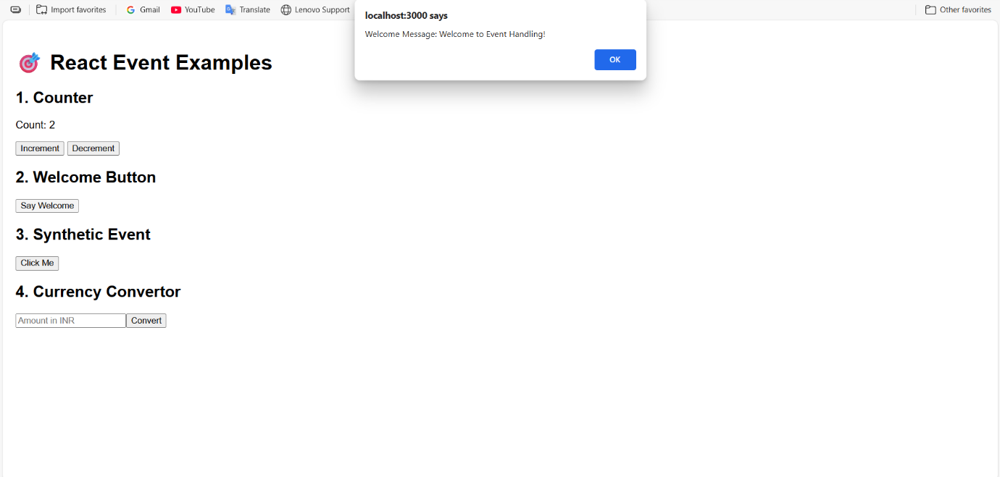 Import favorites Gmail YouTube Translate Lenovo Support Other favorites
localhost:3000 says
Welcome Message: Welcome to Event Handling!
OK
React Event Examples
1. Counter
Count: 2
Increment Decrement
2. Welcome Button
Say Welcome
3. Synthetic Event
Click Me
4. Currency Convertor
Amount in INR Convert